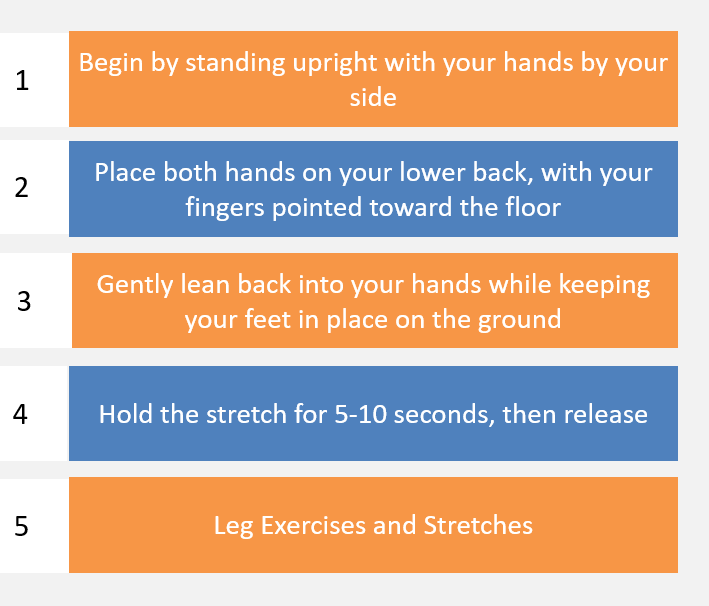 1
Begin by standing upright with your hands by your
side
2
Place both hands on your lower back, with your
fingers pointed toward the floor
3
Gently lean back into your hands while keeping
your feet in place on the ground
4
Hold the stretch for 5-10 seconds, then release
5
Leg Exercises and Stretches